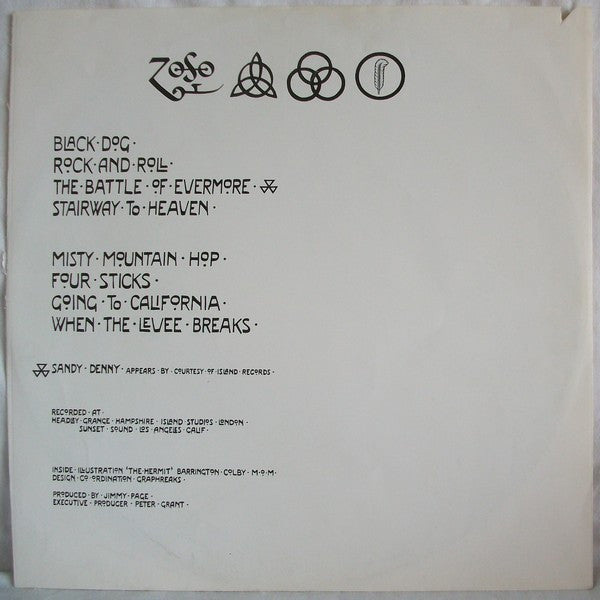 ZoSo
BLACK · DOG ·
ROCK · AND · ROLL ·
THE · BATTLE · OF · EVERMORE ·
STAIRWAY · To · HEAVEN ·
MISTY · MOUNTAIN · HOP ·
FOUR · STICKS ·
GOING · To · CALIFORNIA ·
WHEN · THE · LEVEE · BREAKS ·
SANDY · DENNY · APPEARS · BY · COURTESY · OF · ISLAND · RECORDS ·
RECORDED · AT ·
HEADLEY · GRANGE · HAMPSHIRE · ISLAND · STUDIOS · LONDON ·
SUNSET · SOUND · LOS · ANGELES · CALIF ·
INSIDE · ILLUSTRATION 'THE · HERMIT' BARRINGTON · COLBY · M · O · M ·
DESIGN · CO-ORDINATION · GRAPHREAKS ·
PRODUCED · BY · JIMMY · PAGE ·
EXECUTIVE · PRODUCER · PETER · GRANT ·